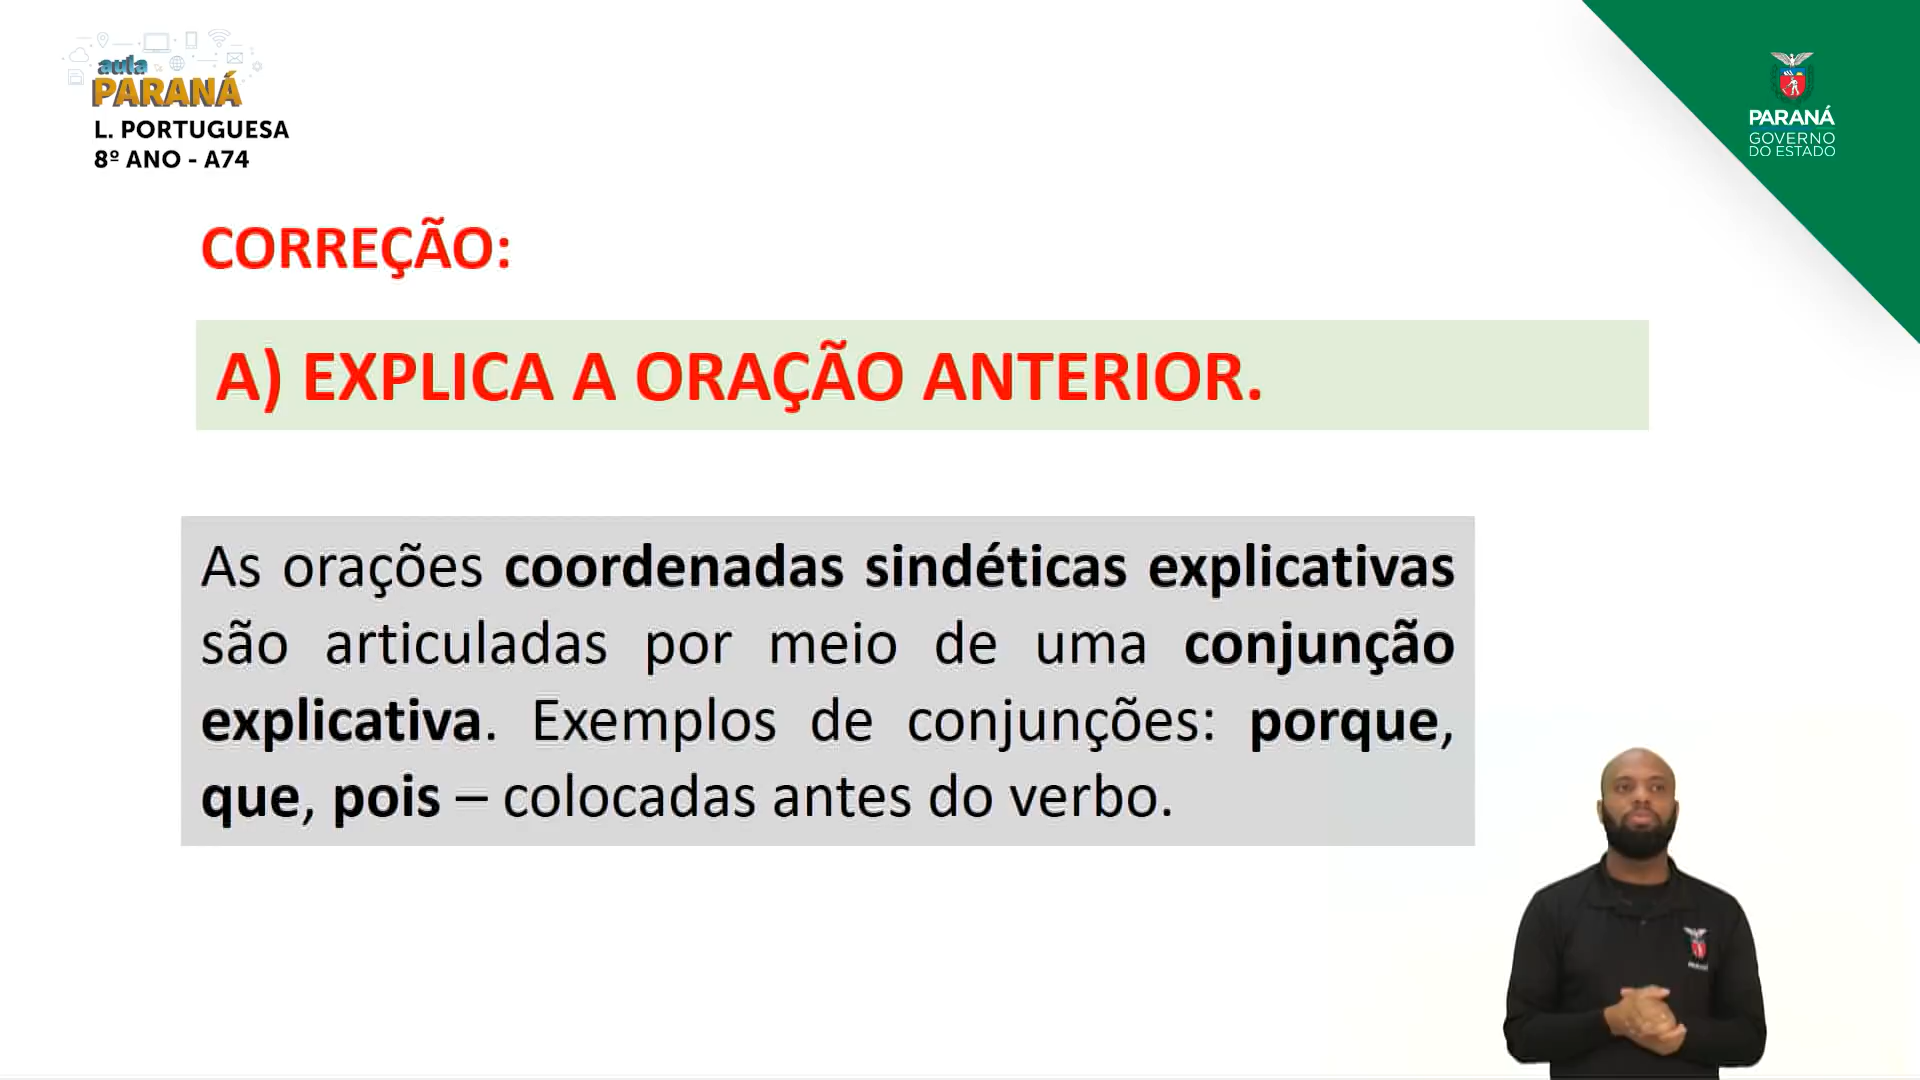 aula
PARANÁ
L. PORTUGUESA
8º ANO - A74
PARANÁ
GOVERNO
DO ESTADO
CORREÇÃO:
A) EXPLICA A ORAÇÃO ANTERIOR.
As orações coordenadas sindéticas explicativas
são articuladas por meio de uma conjunção
explicativa. Exemplos de conjunções: porque,
que, pois – colocadas antes do verbo.